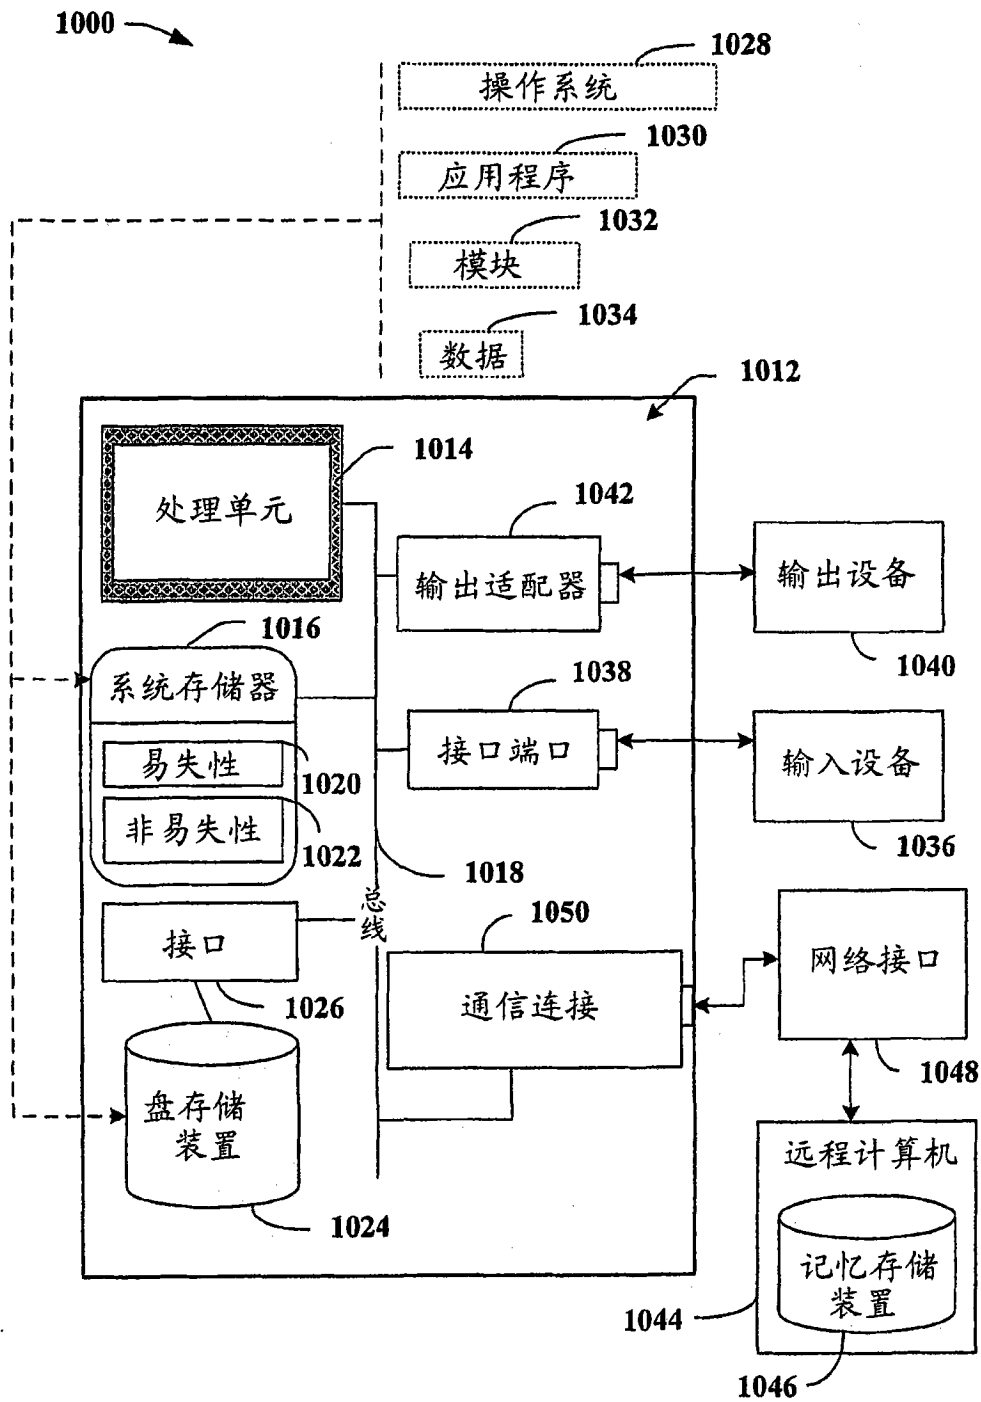 1000
1028
操作系统
1030
应用程序
1032
模块
1034
数据
1012
1014
处理单元
1042
输出适配器
输出设备
1040
1016
系统存储器
易失性
1020
非易失性
1022
1038
接口端口
输入设备
1036
1018
总线
接口
1026
1050
通信连接
网络接口
1048
盘存储
装置
1024
远程计算机
记忆存储
装置
1044
1046